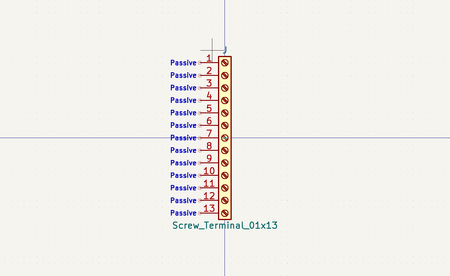 J
Passive 1
Passive 2
Passive 3
Passive 4
Passive 5
Passive 6
Passive 7
Passive 8
Passive 9
Passive 10
Passive 11
Passive 12
Passive 13
Screw_Terminal_01x13